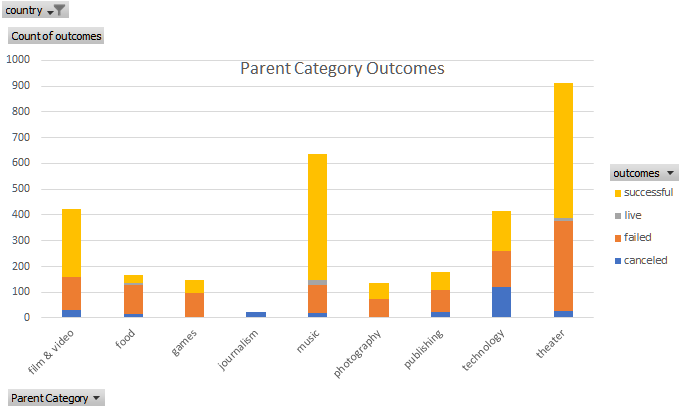 country
Count of outcomes
Parent Category Outcomes
1000
900
800
700
600
500
400
300
200
100
0
film & video
food
games
journalism
music
photography
publishing
technology
theater
outcomes
successful
live
failed
canceled
Parent Category